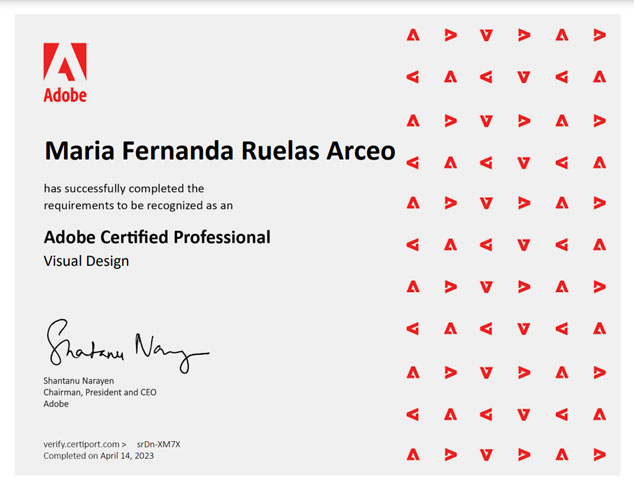 Adobe
Maria Fernanda Ruelas Arceo
has successfully completed the
requirements to be recognized as an
Adobe Certified Professional
Visual Design
Shantanu Narayen
Shantanu Narayen
Chairman, President and CEO
Adobe
verify.certiport.com > srDn-XM7X
Completed on April 14, 2023